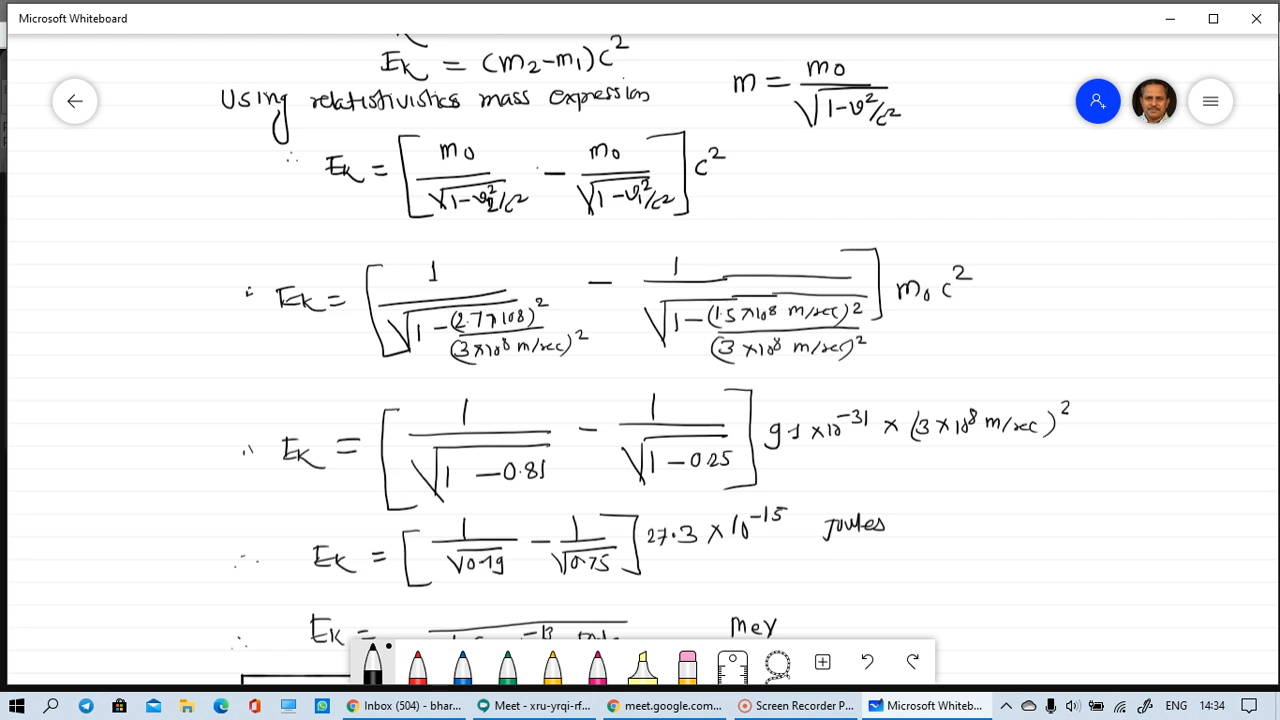 Microsoft Whiteboard
EK = (m2-m1)c²
Using relatistivistics mass expression m = m0/√1-v²/c²
∴ EK = [m0/√1-v2²/c² - m0/√1-v1²/c²] c²
∴ EK = [1/√1-(2.7×108)²/(3×10⁸ m/sec)² - 1/√1-(1.5×10⁸ m/sec)²/(3×10⁸ m/sec)²] m0c²
∴ EK = [1/√1-0.81 - 1/√1-0.25] 9.1×10⁻³¹ × (3×10⁸ m/sec)²
∴ EK = [1/√0.19 - 1/√0.75] 27.3×10⁻¹⁵ Joules
∴ EK = MeV
Inbox (504) - bhar...
Meet - xru-yrqi-rf...
meet.google.com...
Screen Recorder P...
Microsoft Whiteb...
ENG
14:34